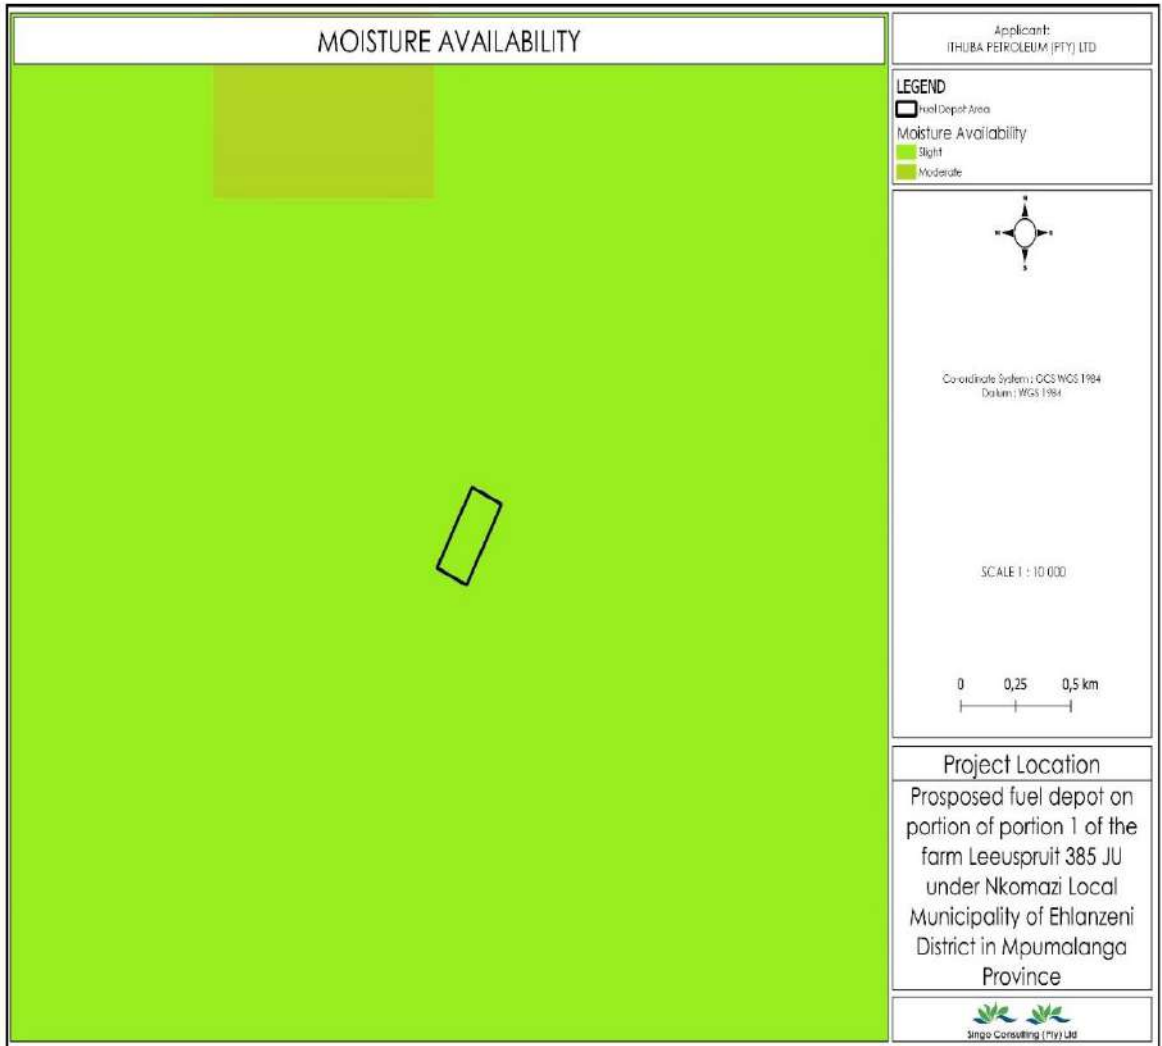 MOISTURE AVAILABILITY
Applicant:
ITHUBA PETROLEUM (PTY) LTD
LEGEND
Fuel Depot Area
Moisture Availability
Slight
Moderate
N
W E
S
Co-ordinate System : GCS WGS 1984
Datum : WGS 1984
SCALE 1 : 10 000
0 0,25 0,5 km
Project Location
Prosposed fuel depot on
portion of portion 1 of the
farm Leeuspruit 385 JU
under Nkomazi Local
Municipality of Ehlanzeni
District in Mpumalanga
Province
Singo Consulting (Pty) Ltd